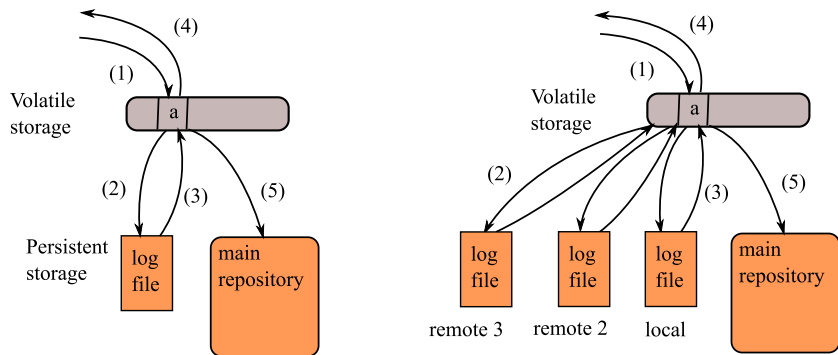 (4)
(1)
Volatile
storage
a
(2)
(3)
(5)
Persistent
storage
log
file
main
repository
(4)
(1)
Volatile
storage
a
(2)
(3)
(5)
log
file
log
file
log
file
main
repository
remote 3
remote 2
local